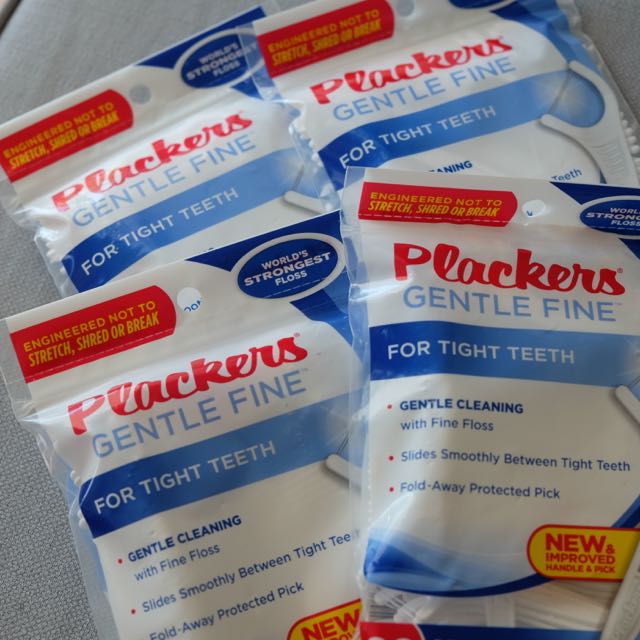 WORLD'S
STRONGEST
FLOSS
ENGINEERED NOT TO
STRETCH, SHRED OR BREAK
Plackers
GENTLE FINE
FOR TIGHT TEETH
ENGINEERED NOT TO
STRETCH, SHRED OR BREAK
Plackers®
GENTLE FINE
FOR TIGHT TEETH
CLEANING
Teeth
ENGINEERED NOT TO
STRETCH, SHRED OR BREAK
WORLD'S
STRONGEST
FLOSS
Plackers®
GENTLE FINE™
FOR TIGHT TEETH
• GENTLE CLEANING
with Fine Floss
• Slides Smoothly Between Tight Tee
• Fold-Away Protected Pick
NEW
ENGINEERED NOT TO
STRETCH, SHRED OR BREAK
WORLD'S
STRONGEST
FLOSS
Plackers®
GENTLE FINE™
FOR TIGHT TEETH
• GENTLE CLEANING
with Fine Floss
• Slides Smoothly Between Tight Teeth
• Fold-Away Protected Pick
NEW &
IMPROVED
HANDLE & PICK